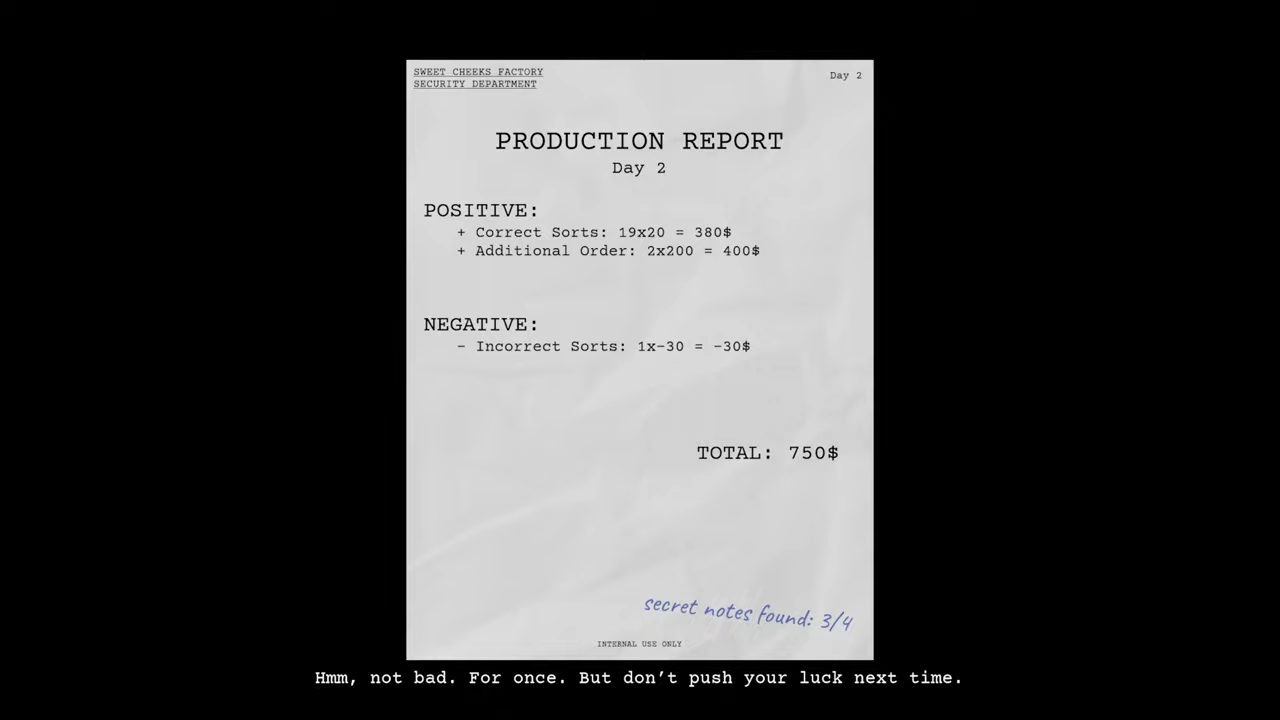 SWEET CHEEKS FACTORY
SECURITY DEPARTMENT
Day 2
PRODUCTION REPORT
Day 2
POSITIVE:
+ Correct Sorts: 19x20 = 380$
+ Additional Order: 2x200 = 400$
NEGATIVE:
- Incorrect Sorts: 1x-30 = -30$
TOTAL: 750$
secret notes found: 3/4
INTERNAL USE ONLY
Hmm, not bad. For once. But don't push your luck next time.